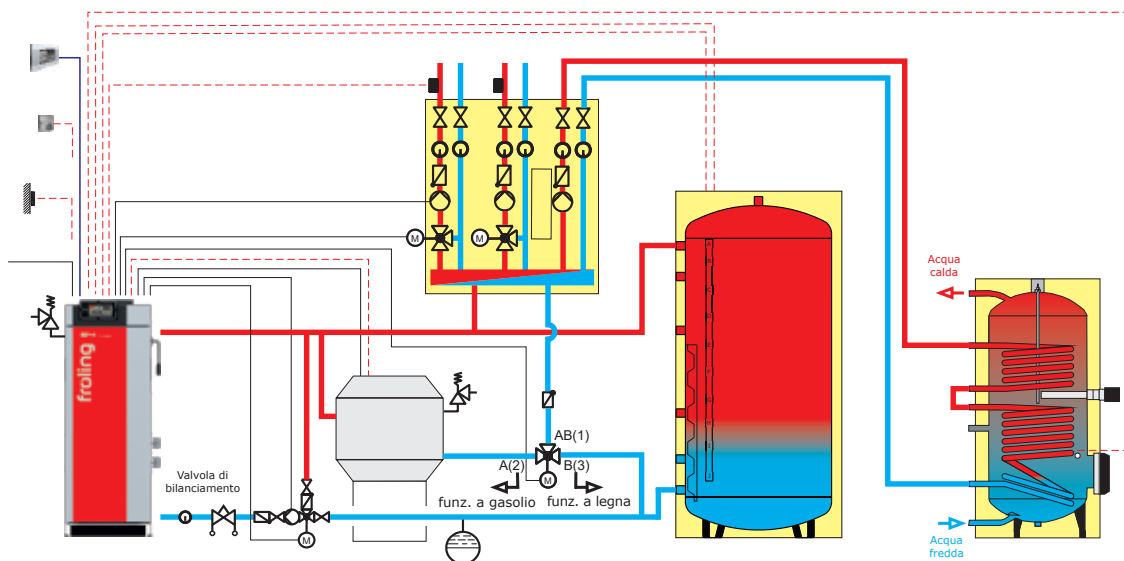 Acqua
calda
froling
AB(1)
A(2)
B(3)
funz. a gasolio
funz. a legna
Valvola di
bilanciamento
M
M
M
M
Acqua
fredda